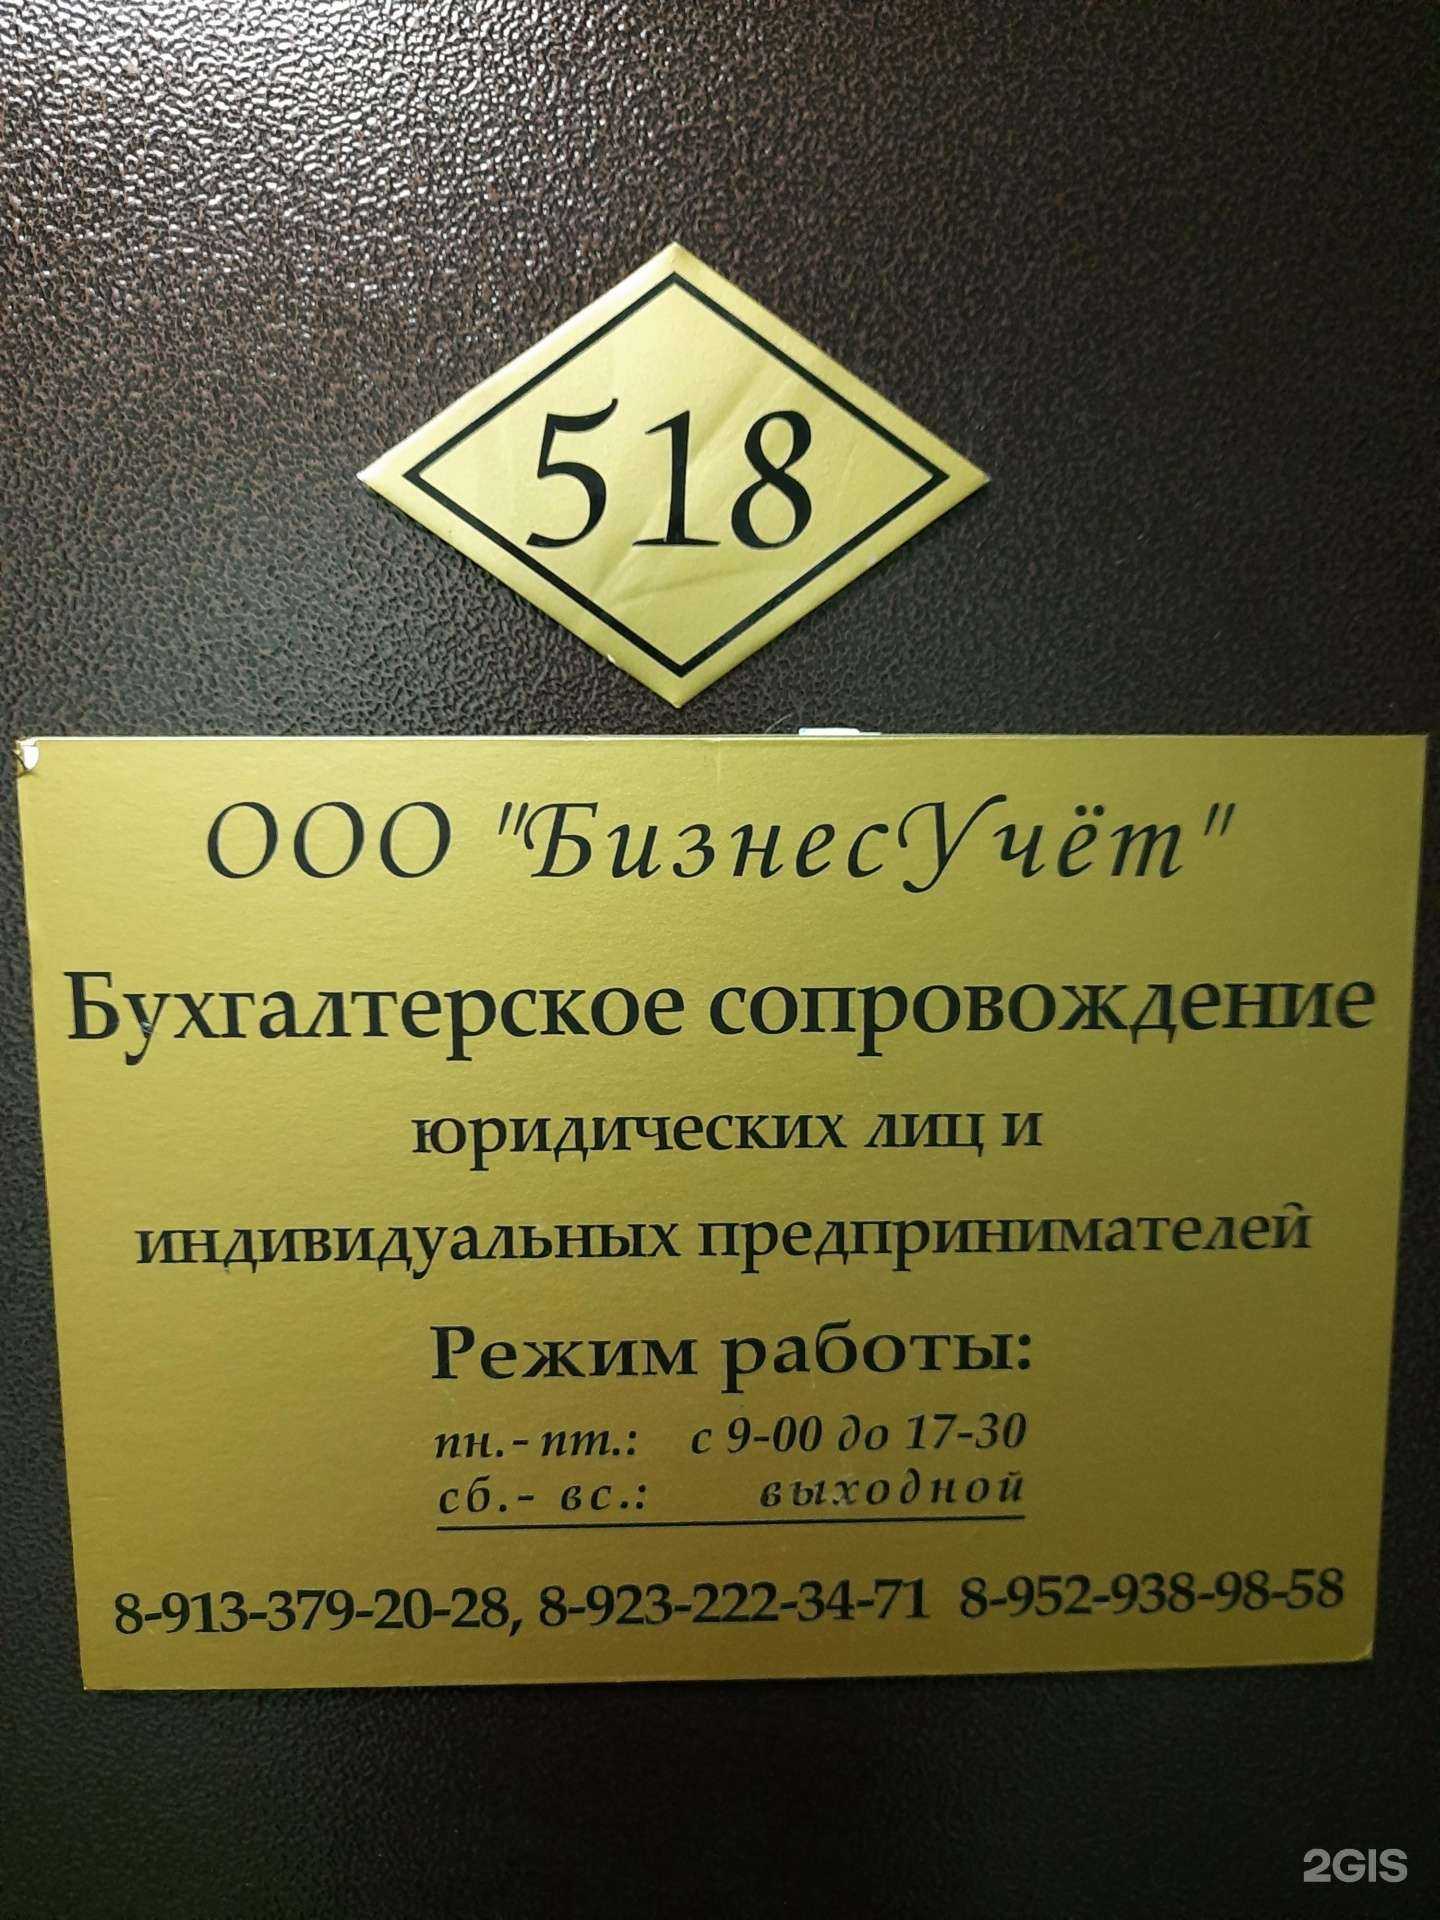 518
ООО "БизнесУчёт"
Бухгалтерское сопровождение
юридических лиц и
индивидуальных предпринимателей
Режим работы:
пн.- пт.: с 9-00 до 17-30
сб.- вс.: выходной
8-913-379-20-28, 8-923-222-34-71 8-952-938-98-58
2GIS